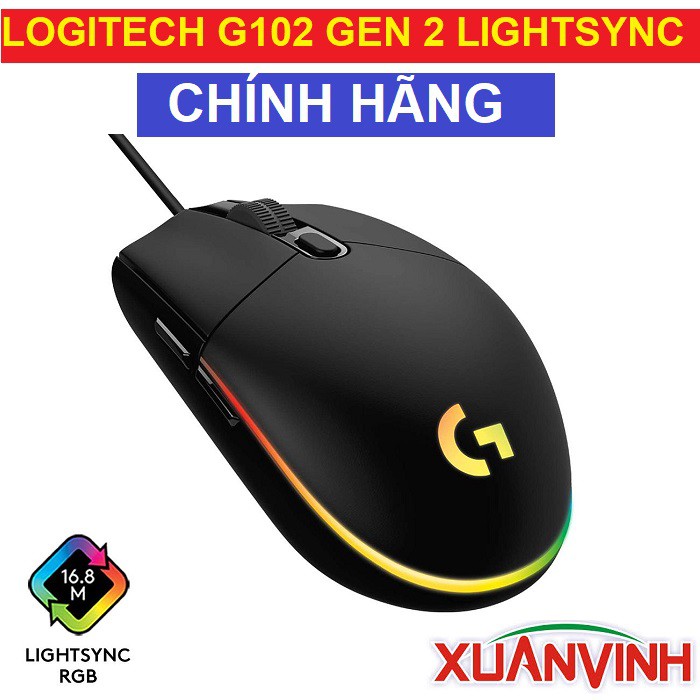 LOGITECH G102 GEN 2 LIGHTSYNC
CHÍNH HÃNG
G
16.8
M
LIGHTSYNC
RGB
XUANVINH